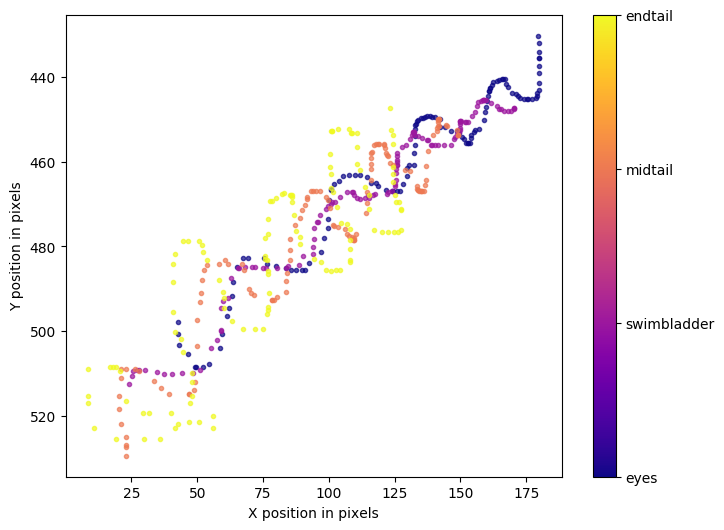 440
460
480
500
520
Y position in pixels
25
50
75
100
125
150
175
X position in pixels
endtail
midtail
swimbladder
eyes